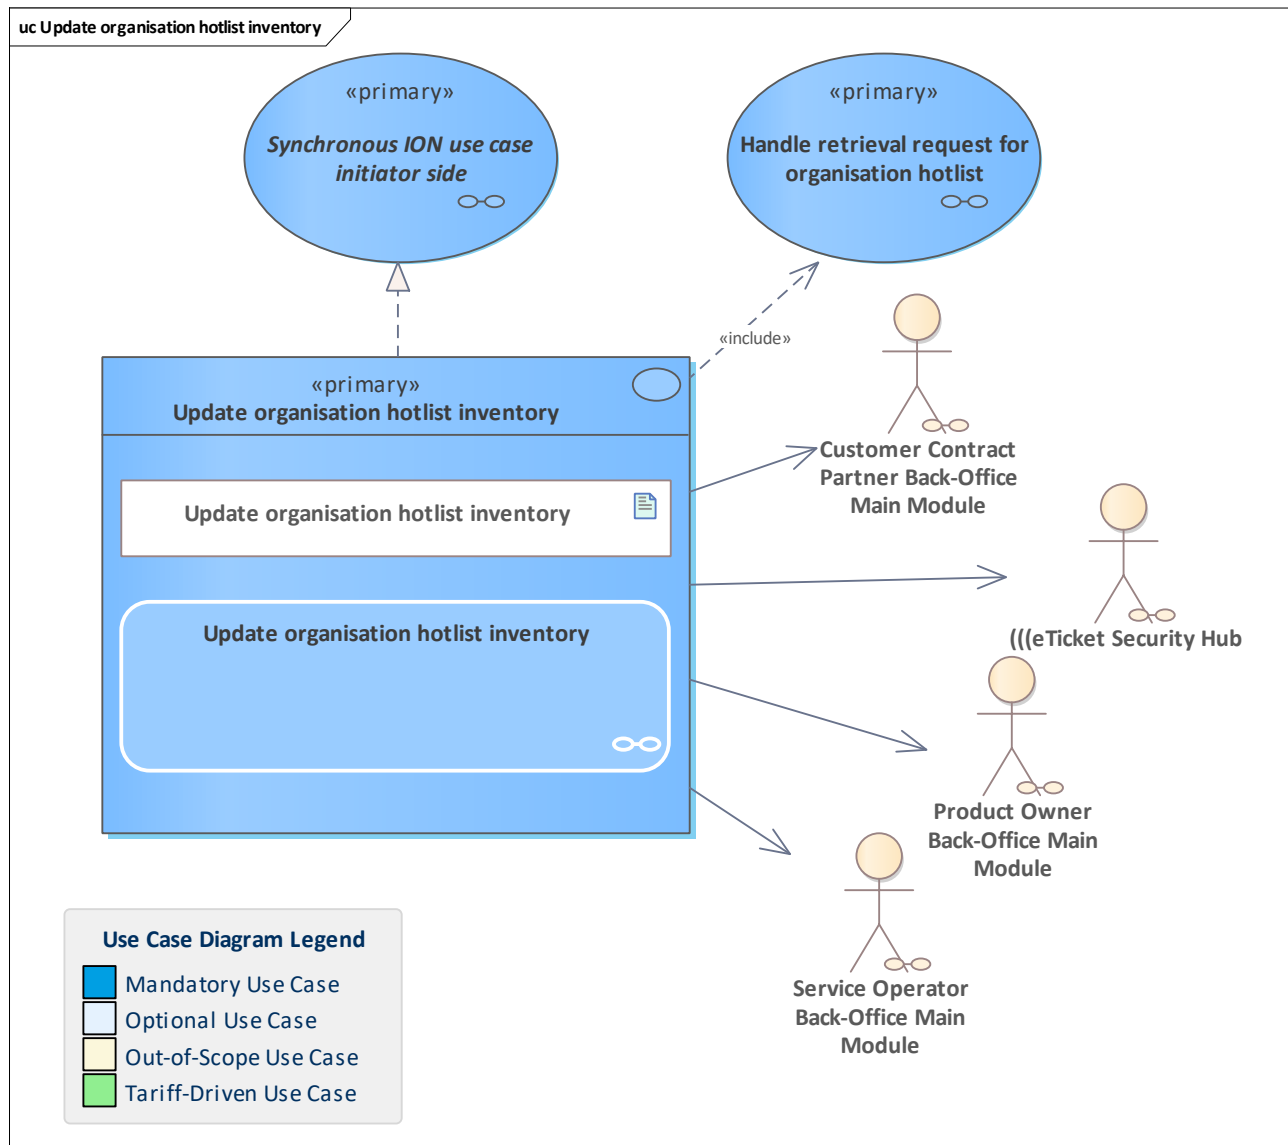 uc Update organisation hotlist inventory
«primary»
Synchronous ION use case
initiator side
«primary»
Handle retrieval request for
organisation hotlist
«include»
«primary»
Update organisation hotlist inventory
Update organisation hotlist inventory
Update organisation hotlist inventory
Customer Contract
Partner Back-Office
Main Module
(((eTicket Security Hub
Product Owner
Back-Office Main
Module
Service Operator
Back-Office Main
Module
Use Case Diagram Legend
Mandatory Use Case
Optional Use Case
Out-of-Scope Use Case
Tariff-Driven Use Case